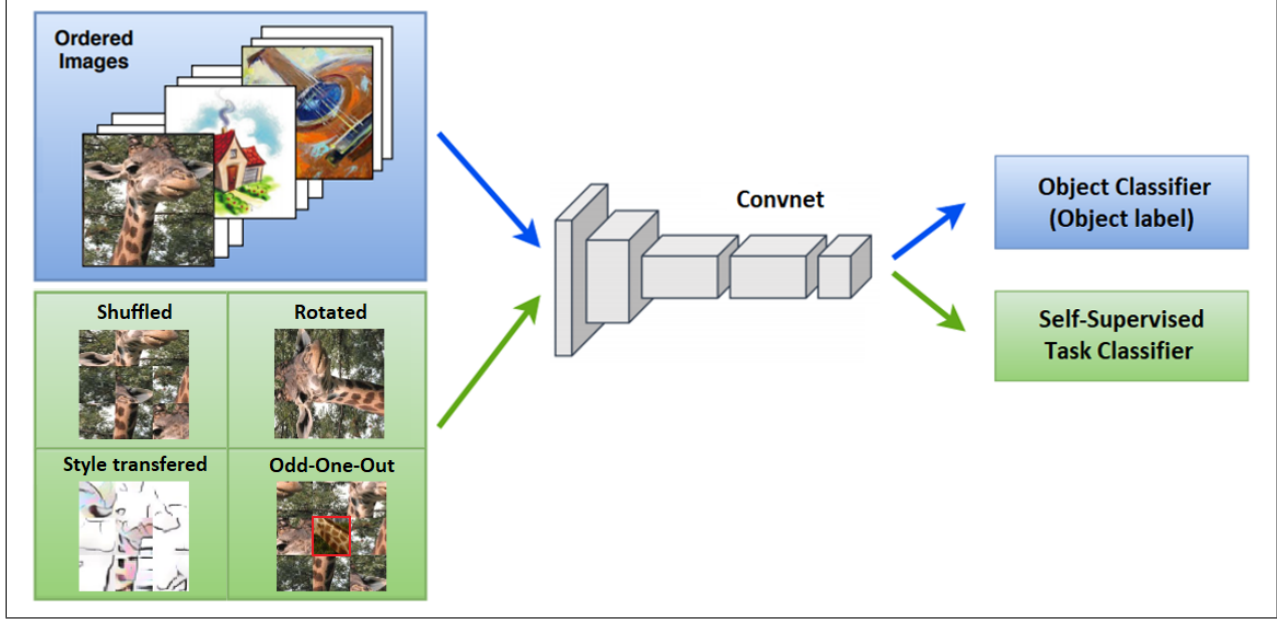 Ordered
Images
Shuffled
Rotated
Style transfered
Odd-One-Out
Convnet
Object Classifier
(Object label)
Self-Supervised
Task Classifier